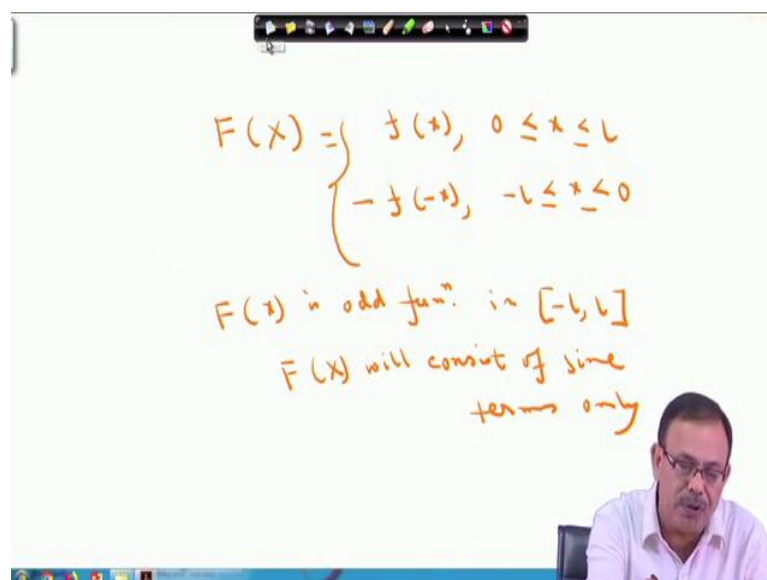 F(x) = { f(x), 0 ≤ x ≤ l
- f(-x), -l ≤ x ≤ 0
F(x) is odd funⁿ. in [-l, l]
F(x) will consist of sine
terms only